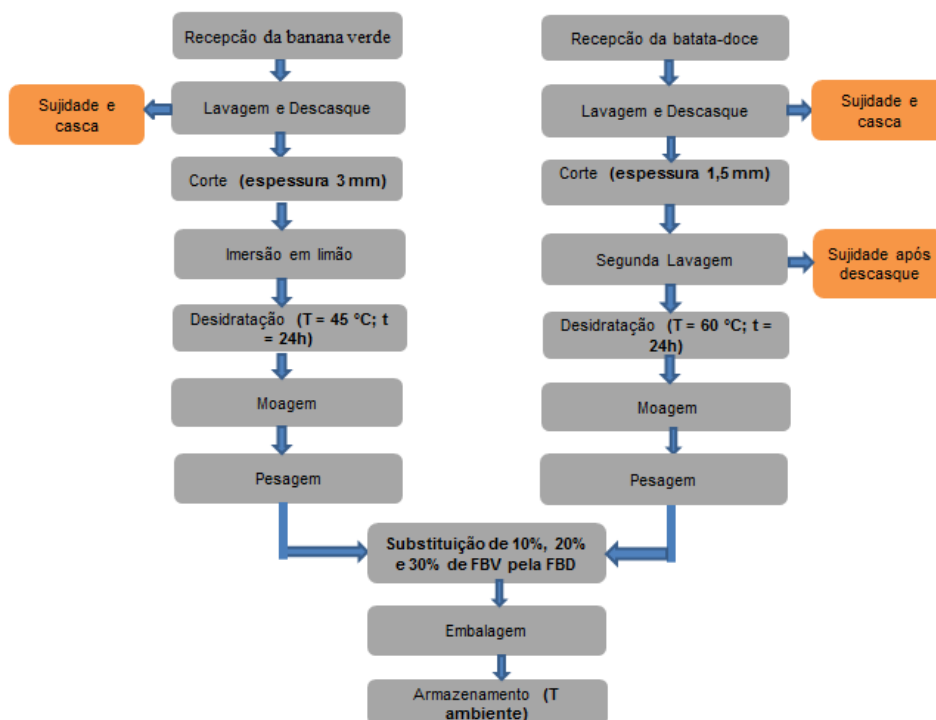 Recepção da banana verde
Sujidade e
casca
Lavagem e Descasque
Corte (espessura 3 mm)
Imersão em limão
Desidratação (T = 45 ºC; t
= 24h)
Moagem
Pesagem
Recepção da batata-doce
Lavagem e Descasque
Sujidade e
casca
Corte (espessura 1,5 mm)
Segunda Lavagem
Sujidade após
descasque
Desidratação (T = 60 ºC; t =
24h)
Moagem
Pesagem
Substituição de 10%, 20%
e 30% de FBV pela FBD
Embalagem
Armazenamento (T
ambiente)